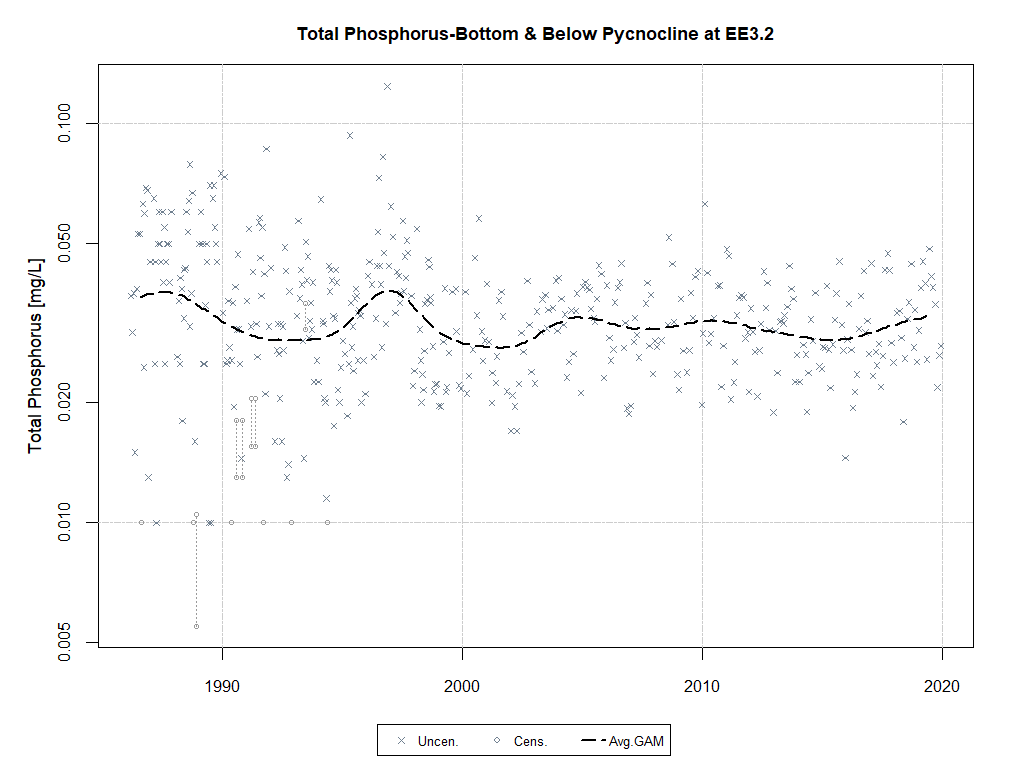 Total Phosphorus-Bottom & Below Pycnocline at EE3.2
Total Phosphorus [mg/L]
0.100
0.050
0.020
0.010
0.005
1990
2000
2010
2020
Uncen.
Cens.
Avg.GAM